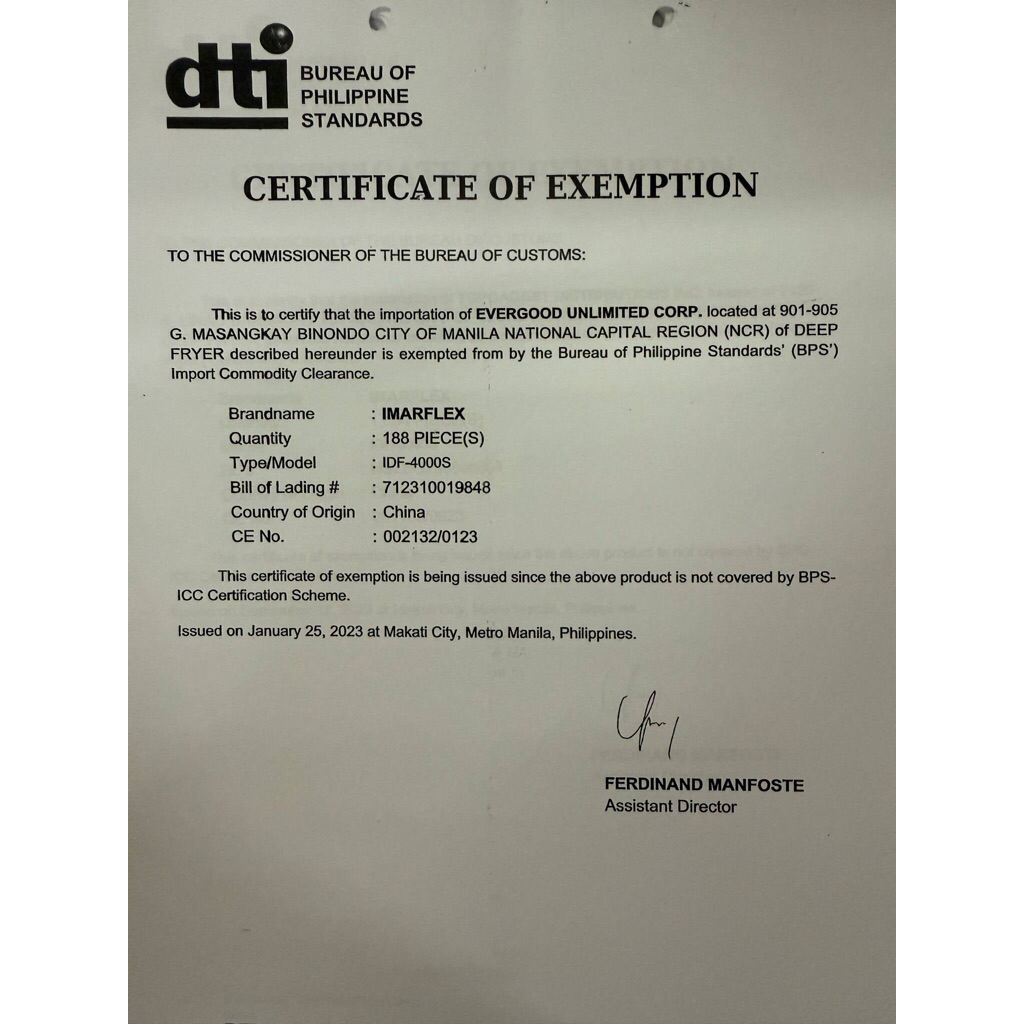 dti
BUREAU OF
PHILIPPINE
STANDARDS
CERTIFICATE OF EXEMPTION
TO THE COMMISSIONER OF THE BUREAU OF CUSTOMS:
This is to certify that the importation of EVERGOOD UNLIMITED CORP. located at 901-905
G. MASANGKAY BINONDO CITY OF MANILA NATIONAL CAPITAL REGION (NCR) of DEEP
FRYER described hereunder is exempted from by the Bureau of Philippine Standards' (BPS')
Import Commodity Clearance.
Brandname : IMARFLEX
Quantity : 188 PIECE(S)
Type/Model : IDF-4000S
Bill of Lading # : 712310019848
Country of Origin : China
CE No. : 002132/0123
This certificate of exemption is being issued since the above product is not covered by BPS-
ICC Certification Scheme.
Issued on January 25, 2023 at Makati City, Metro Manila, Philippines.
FERDINAND MANFOSTE
Assistant Director